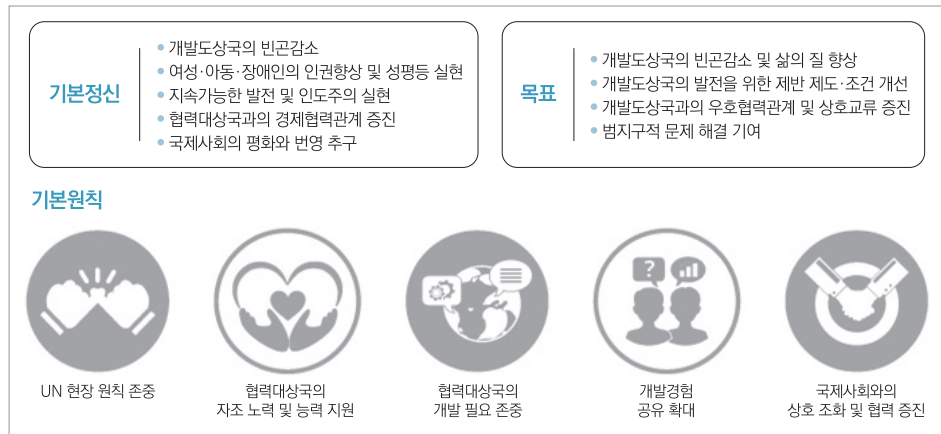 기본정신
• 개발도상국의 빈곤감소
• 여성·아동·장애인의 인권향상 및 성평등 실현
• 지속가능한 발전 및 인도주의 실현
• 협력대상국과의 경제협력관계 증진
• 국제사회의 평화와 번영 추구
목표
• 개발도상국의 빈곤감소 및 삶의 질 향상
• 개발도상국의 발전을 위한 제반 제도·조건 개선
• 개발도상국과의 우호협력관계 및 상호교류 증진
• 범지구적 문제 해결 기여
기본원칙
?
UN 현장 원칙 존중
협력대상국의
자조 노력 및 능력 지원
협력대상국의
개발 필요 존중
개발경험
공유 확대
국제사회와의
상호 조화 및 협력 증진